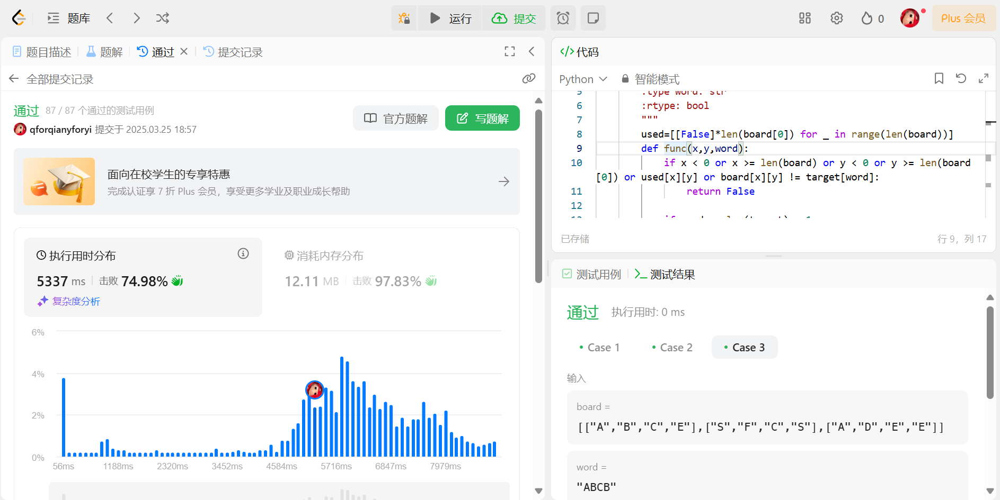 题库
运行
提交
0
Plus 会员
题目描述
题解
通过
提交记录
全部提交记录
通过 87 / 87 个通过的测试用例
qforqianyforyi 提交于 2025.03.25 18:57
官方题解
写题解
面向在校学生的专享特惠
完成认证享 7 折 Plus 会员，享受更多学业及职业成长帮助
执行用时分布
5337 ms 击败 74.98%
复杂度分析
消耗内存分布
12.11 MB 击败 97.83%
6%
4%
2%
0%
56ms 1188ms 2320ms 3452ms 4584ms 5716ms 6847ms 7979ms
</>代码
Python 智能模式
5 :type word: str
6 :rtype: bool
7 """
8 used=[[False]*len(board[0]) for _ in range(len(board))]
9 def func(x,y,word):
10 if x < 0 or x >= len(board) or y < 0 or y >= len(board
[0]) or used[x][y] or board[x][y] != target[word]:
11 return False
12
已存储
行 9，列 17
测试用例
测试结果
通过 执行用时: 0 ms
Case 1
Case 2
Case 3
输入
board =
[["A","B","C","E"],["S","F","C","S"],["A","D","E","E"]]
word =
"ABCB"